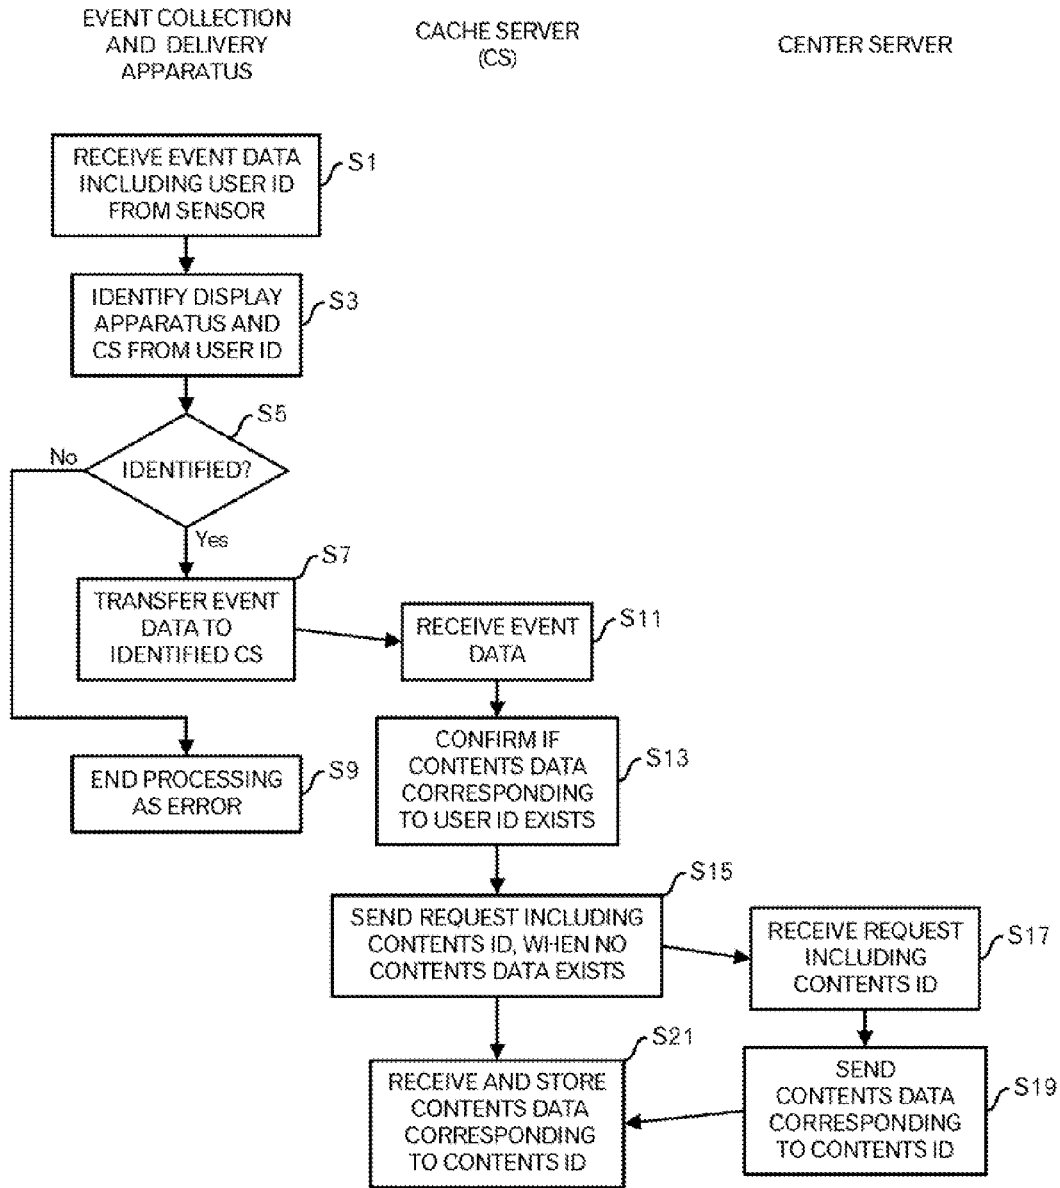 EVENT COLLECTION
AND DELIVERY
APPARATUS
CACHE SERVER
(CS)
CENTER SERVER
RECEIVE EVENT DATA
INCLUDING USER ID
FROM SENSOR
S1
IDENTIFY DISPLAY
APPARATUS AND
CS FROM USER ID
S3
S5
IDENTIFIED?
No
Yes
S7
TRANSFER EVENT
DATA TO
IDENTIFIED CS
RECEIVE EVENT
DATA
S11
END PROCESSING
AS ERROR
S9
CONFIRM IF
CONTENTS DATA
CORRESPONDING
TO USER ID EXISTS
S13
S15
SEND REQUEST INCLUDING
CONTENTS ID, WHEN NO
CONTENTS DATA EXISTS
RECEIVE REQUEST
INCLUDING
CONTENTS ID
S17
S21
RECEIVE AND STORE
CONTENTS DATA
CORRESPONDING
TO CONTENTS ID
SEND
CONTENTS DATA
CORRESPONDING
TO CONTENTS ID
S19